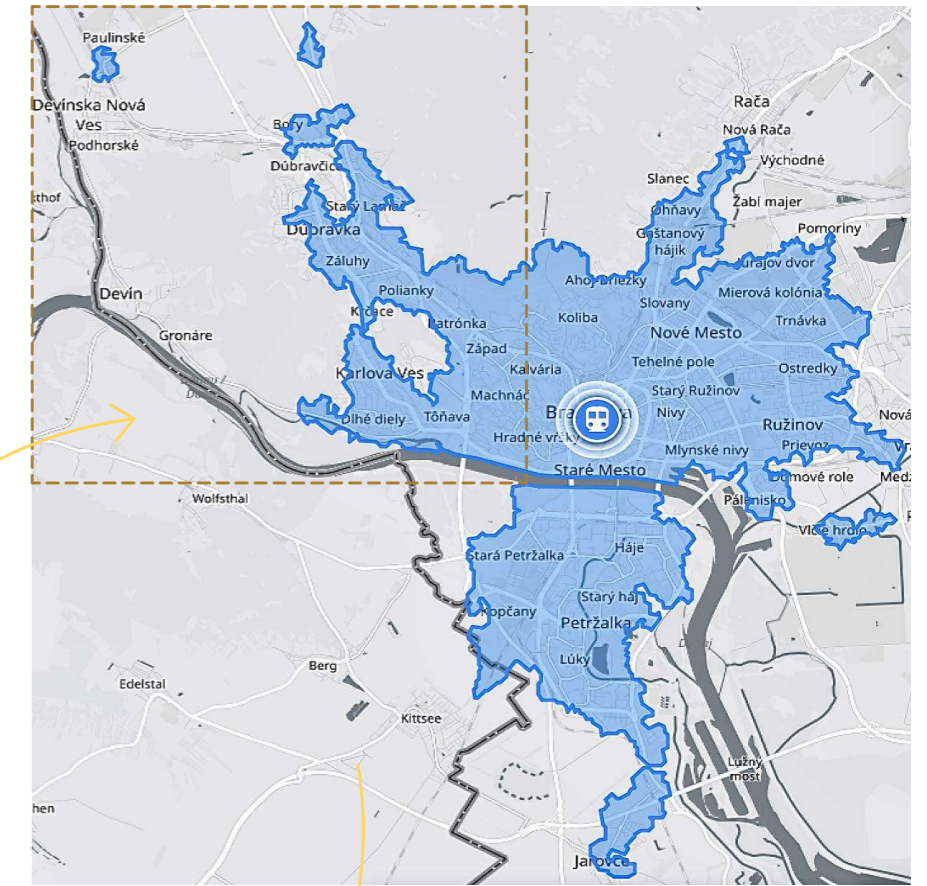 Paulinské
Devínska Nová
Ves
Podhorské
Bory
Dúbravčice
Starý Lamač
Dúbravka
Záluhy
Polianky
Devín
Gronáre
Krčace
Patrónka
Západ
Karlova Ves
Machnáč
Dlhé diely
Tôňava
Rača
Nová Rača
Východné
Slanec
Žabí majer
Ohňavy
Gaštanový
hájik
Pomoriny
Jurajov dvor
Ahoj
Briežky
Mierová kolónia
Slovany
Koliba
Nové Mesto
Trnávka
Kalvária
Tehelné pole
Ostredky
Starý Ružinov
Nivy
Nová
Ružinov
Hradné vŕšky
Prievoz
Mlynské nivy
Staré Mesto
Domové role
Medz
Pálenisko
Vlčie hrdlo
Wolfsthal
Stará Petržalka
Háje
Starý háj
Kopčany
Petržalka
Lúky
Berg
Edelstal
Kittsee
Lužný
most
hen
Jarovce